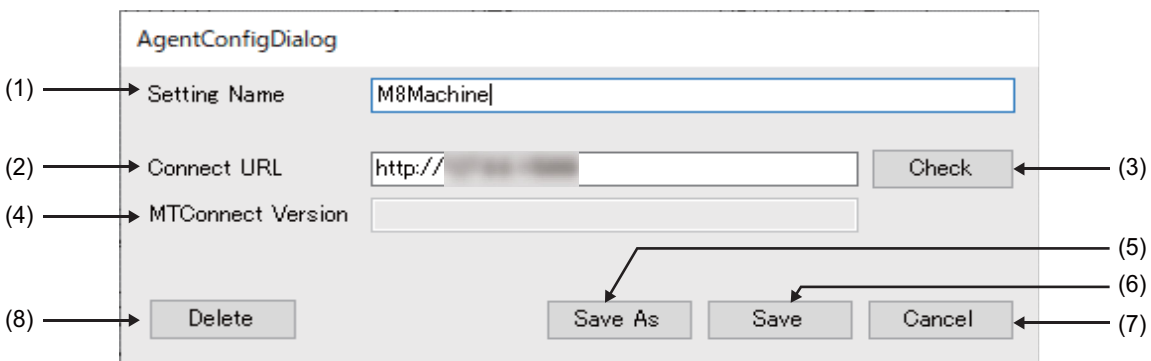 AgentConfigDialog
(1) Setting Name M8Machine
(2) Connect URL http:// Check (3)
(4) MTConnect Version
(5)
(6)
(8) Delete Save As Save Cancel (7)